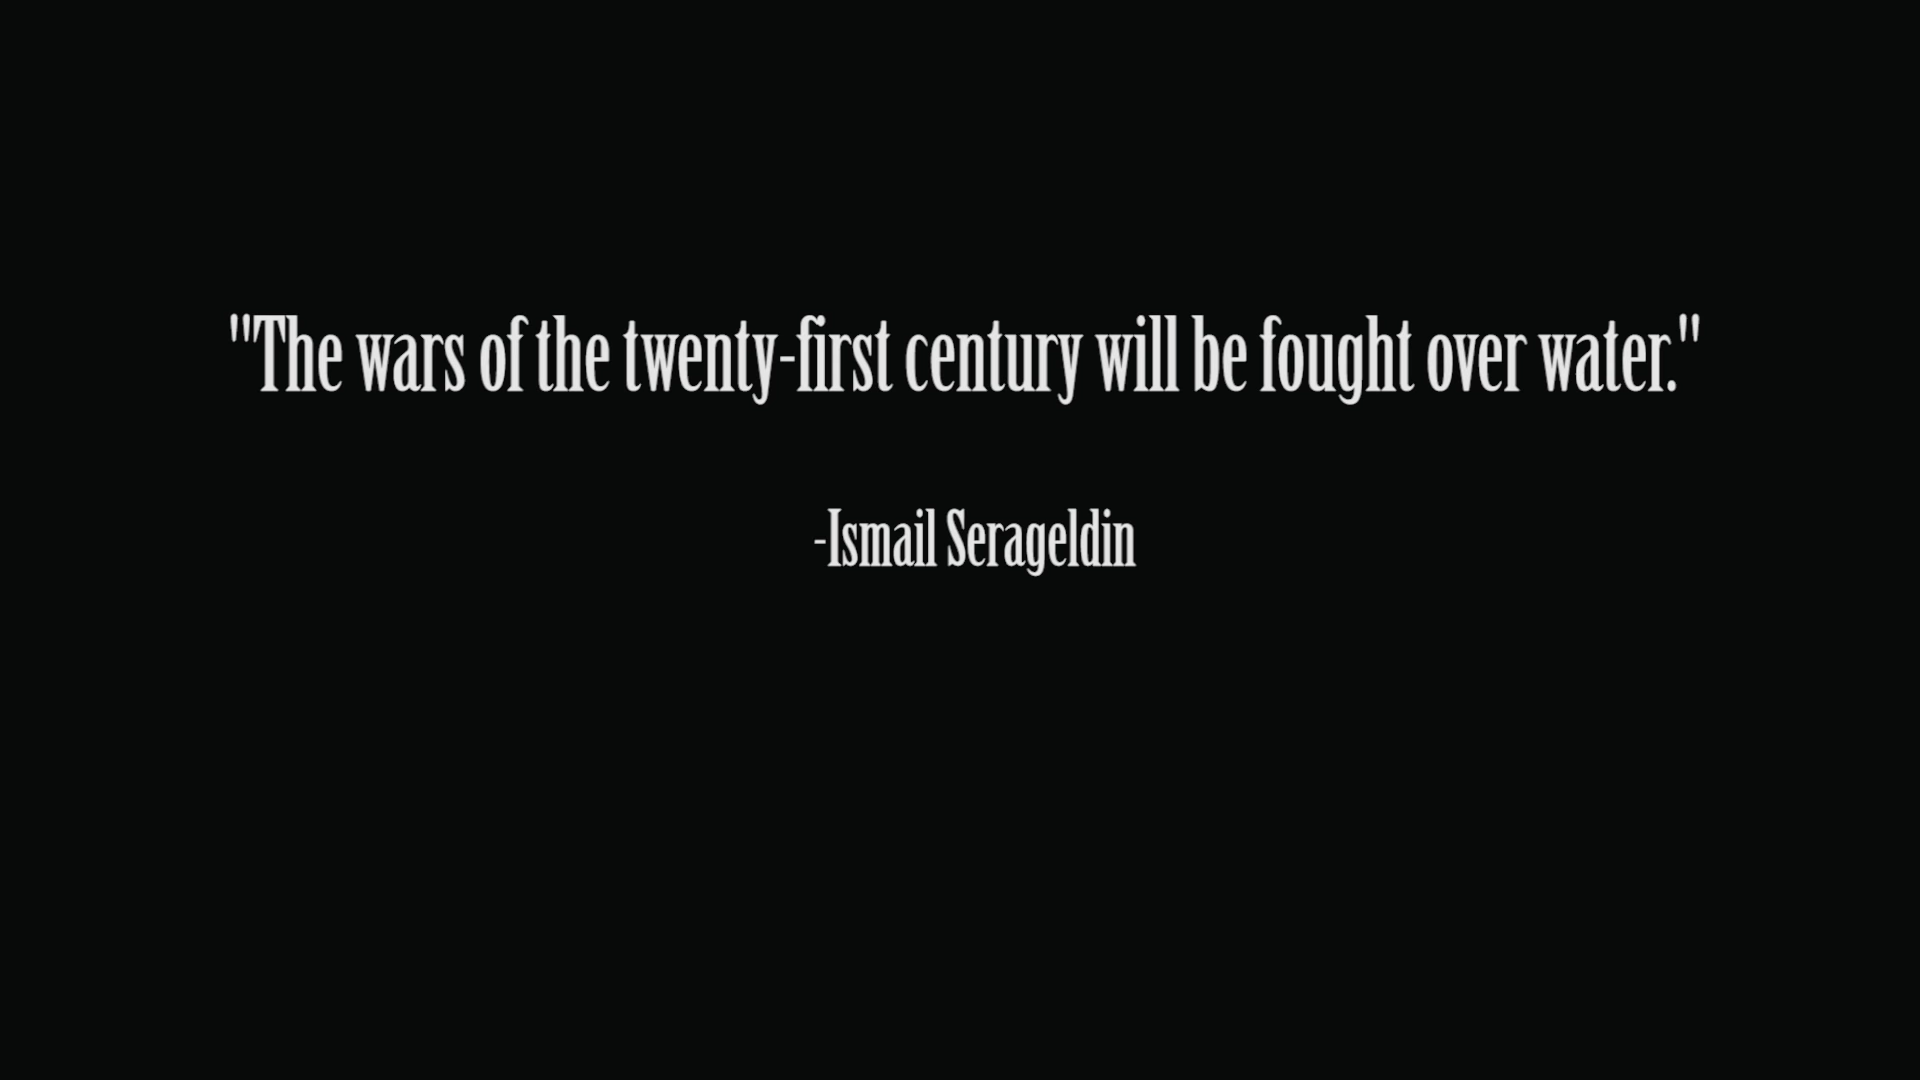 "The wars of the twenty-first century will be fought over water."
-Ismail Serageldin